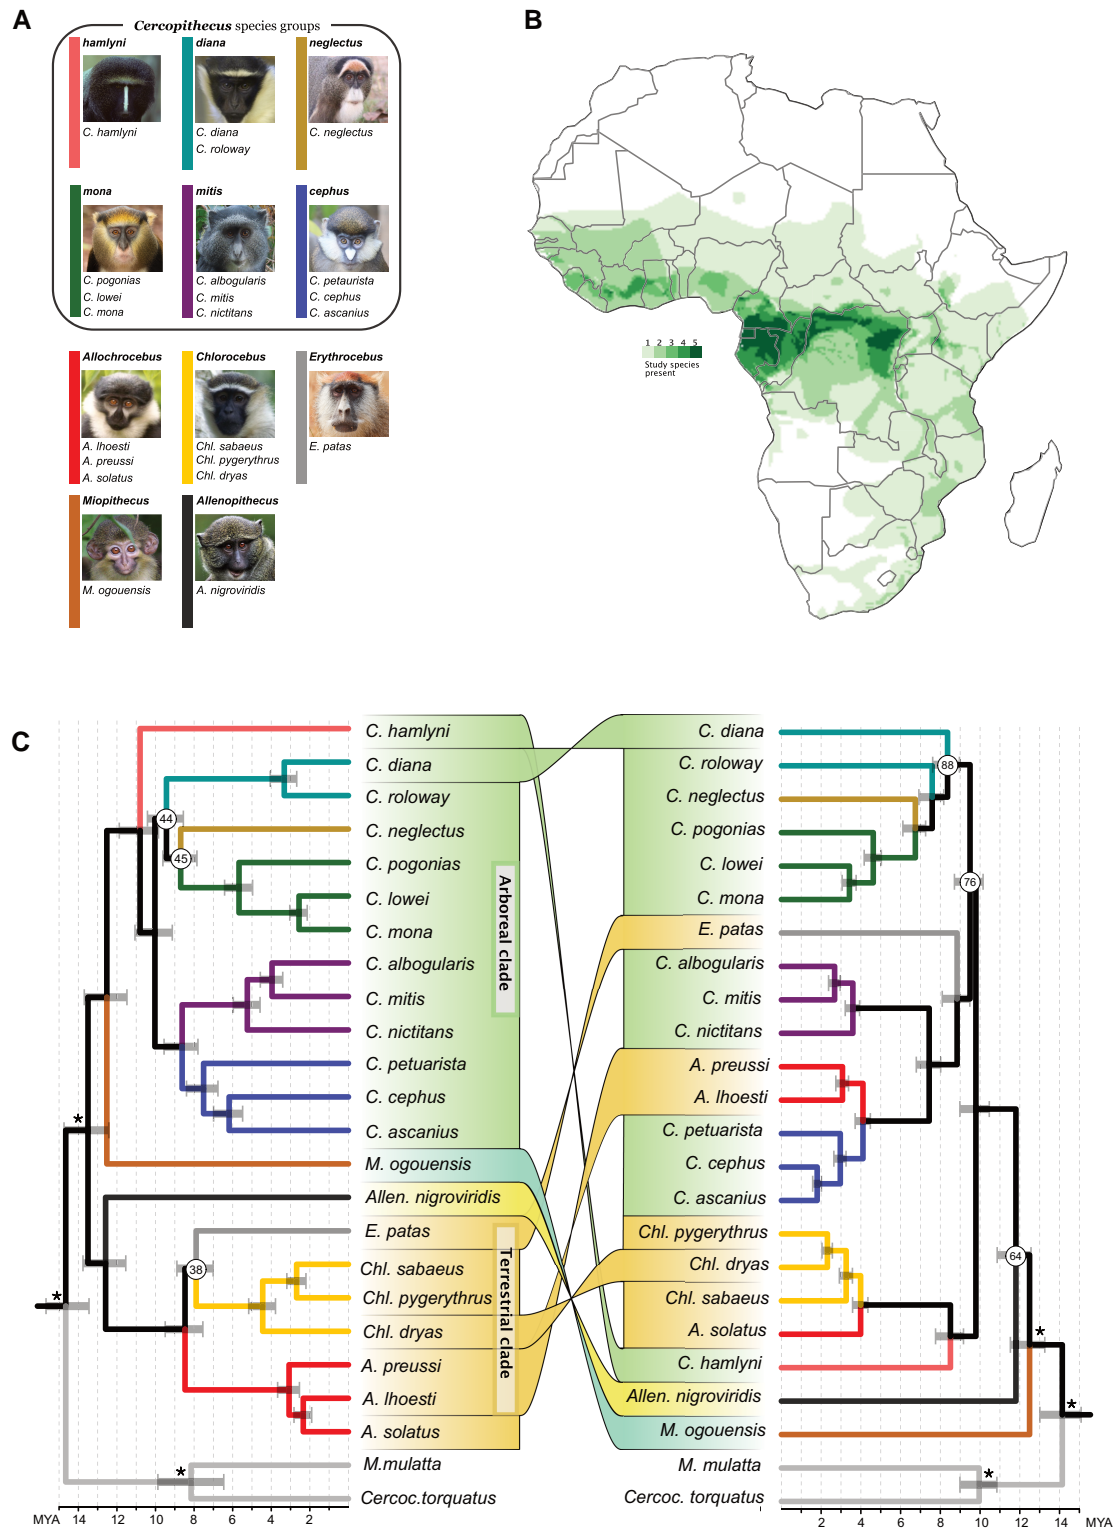 A
Cercopithecus species groups
hamlyni
C. hamlyni
diana
C. diana
C. roloway
neglectus
C. neglectus
mona
C. pogonias
C. lowei
C. mona
mitis
C. albogularis
C. mitis
C. nictitans
cephus
C. petaurista
C. cephus
C. ascanius
Allochrocebus
A. lhoesti
A. preussi
A. solatus
Chlorocebus
Chl. sabaeus
Chl. pygerythrus
Chl. dryas
Erythrocebus
E. patas
Miopithecus
M. ogouensis
Allenopithecus
A. nigroviridis
B
1 2 3 4 5
Study species
present
C
C. hamlyni
C. diana
C. roloway
C. neglectus
C. pogonias
C. lowei
C. mona
C. albogularis
C. mitis
C. nictitans
C. petuarista
C. cephus
C. ascanius
M. ogouensis
Allen. nigroviridis
E. patas
Chl. sabaeus
Chl. pygerythrus
Chl. dryas
A. preussi
A. lhoesti
A. solatus
M.mulatta
Cercoc.torquatus
44
45
38
*
*
*
MYA 14 12 10 8 6 4 2
Arboreal clade
Terrestrial clade
C. diana
C. roloway
C. neglectus
C. pogonias
C. lowei
C. mona
E. patas
C. albogularis
C. mitis
C. nictitans
A. preussi
A. lhoesti
C. petuarista
C. cephus
C. ascanius
Chl. pygerythrus
Chl. dryas
Chl. sabaeus
A. solatus
C. hamlyni
Allen. nigroviridis
M. ogouensis
M. mulatta
Cercoc. torquatus
88
76
64
*
*
*
2 4 6 8 10 12 14 MYA